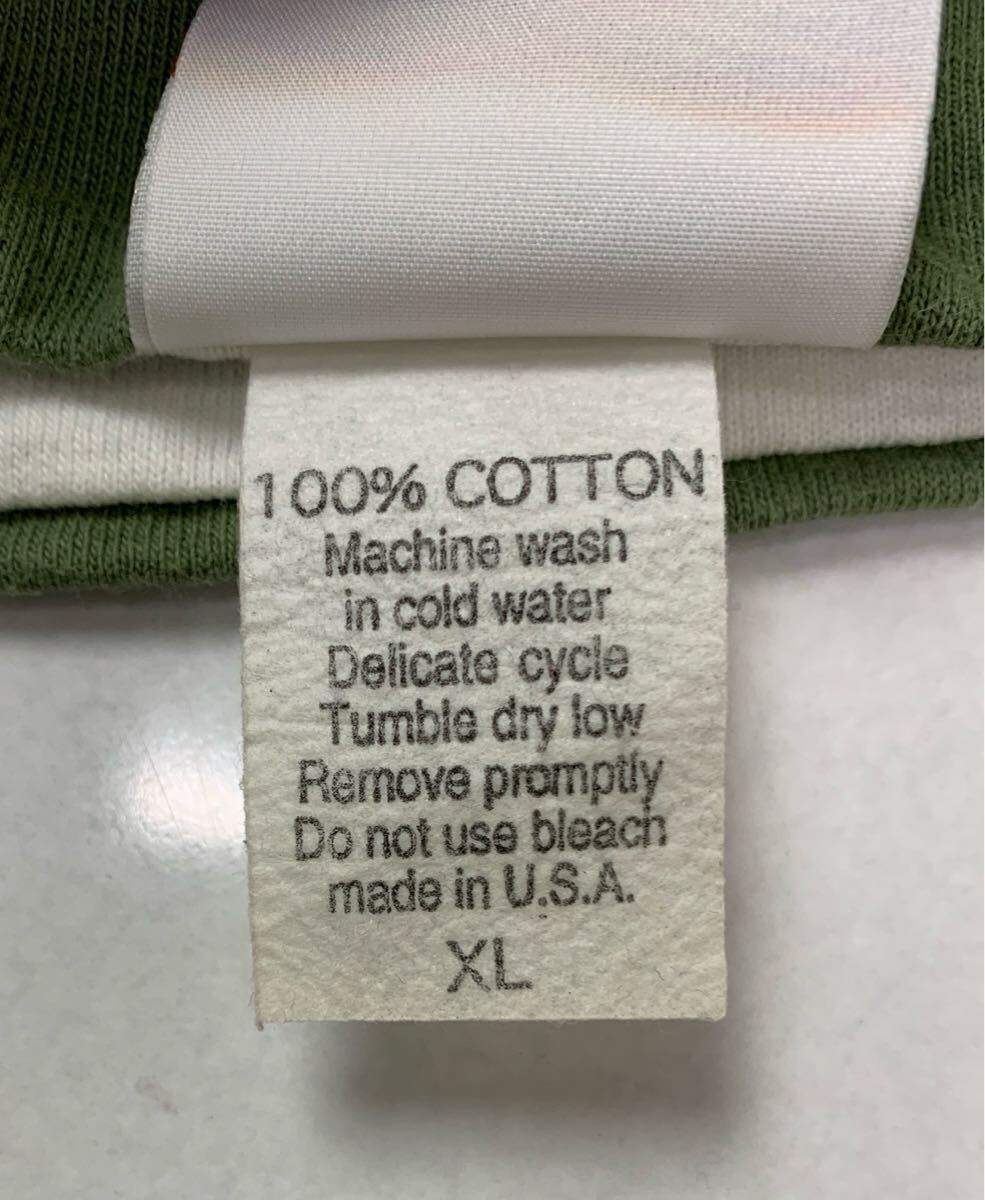 100% COTTON
Machine wash
in cold water
Delicate cycle
Tumble dry low
Remove promptly
Do not use bleach
made in U.S.A.
XL